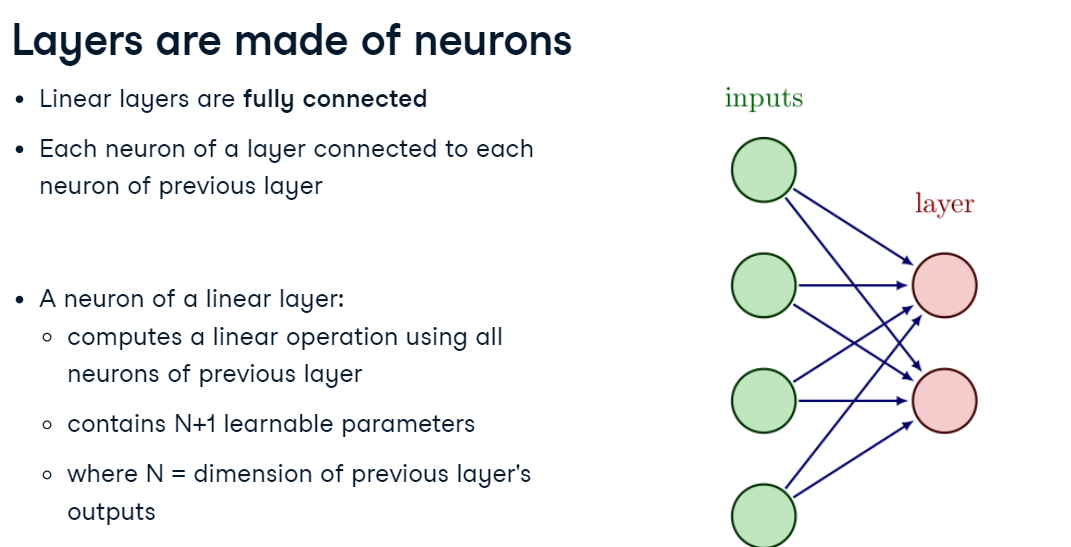 Layers are made of neurons
• Linear layers are fully connected
• Each neuron of a layer connected to each
neuron of previous layer
• A neuron of a linear layer:
◦ computes a linear operation using all
neurons of previous layer
◦ contains N+1 learnable parameters
◦ where N = dimension of previous layer's
outputs
inputs
layer